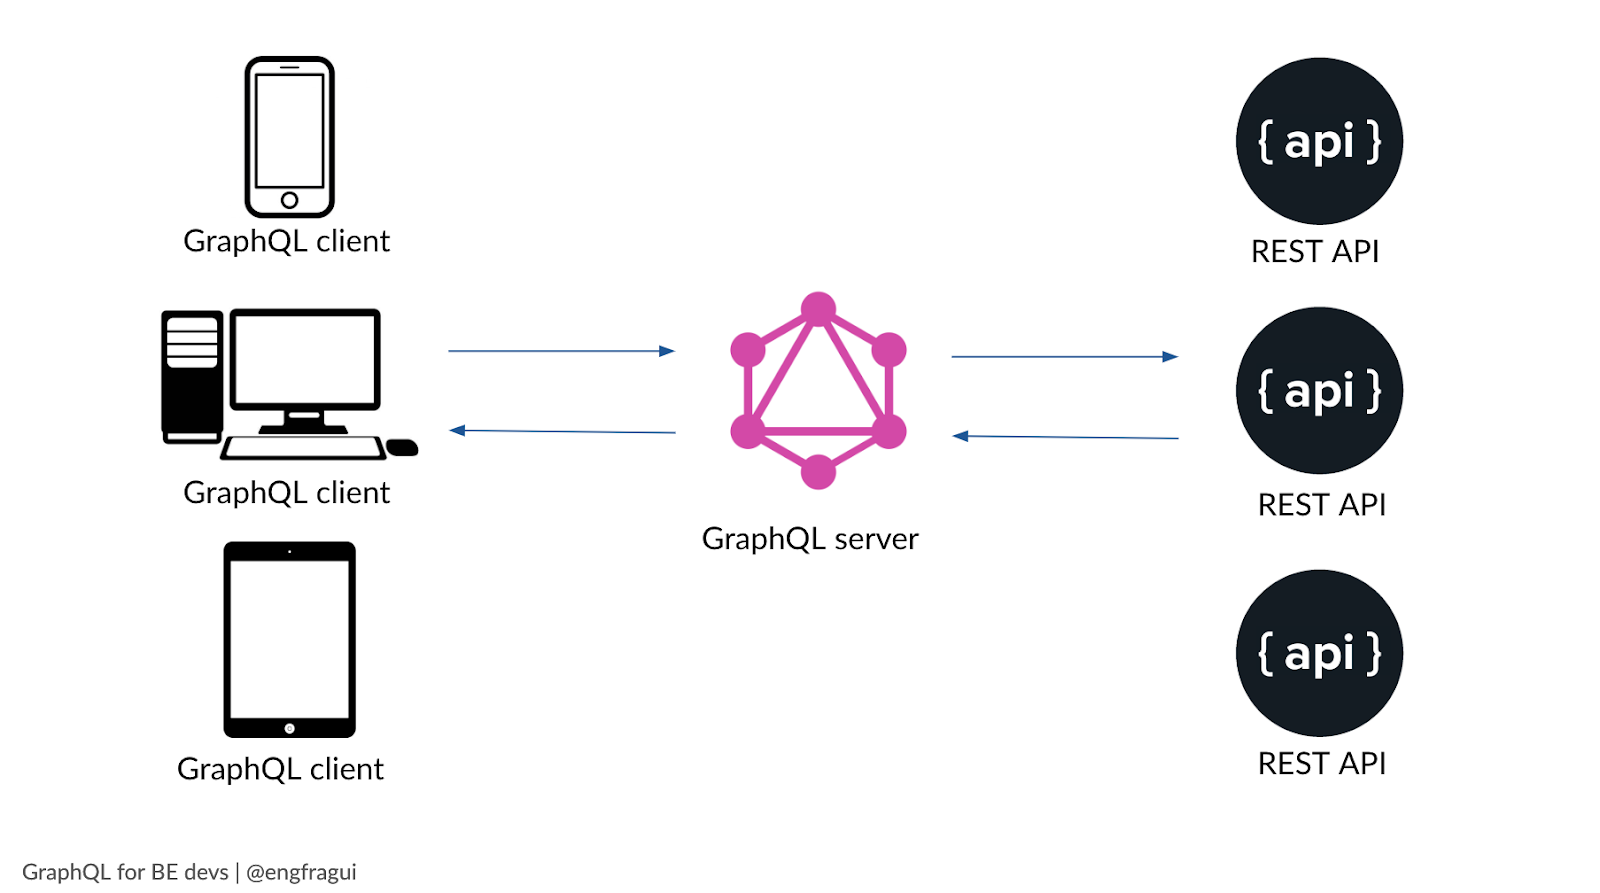 GraphQL client
{ api }
REST API
GraphQL client
GraphQL server
{ api }
REST API
GraphQL client
{ api }
REST API
GraphQL for BE devs | @engfragui